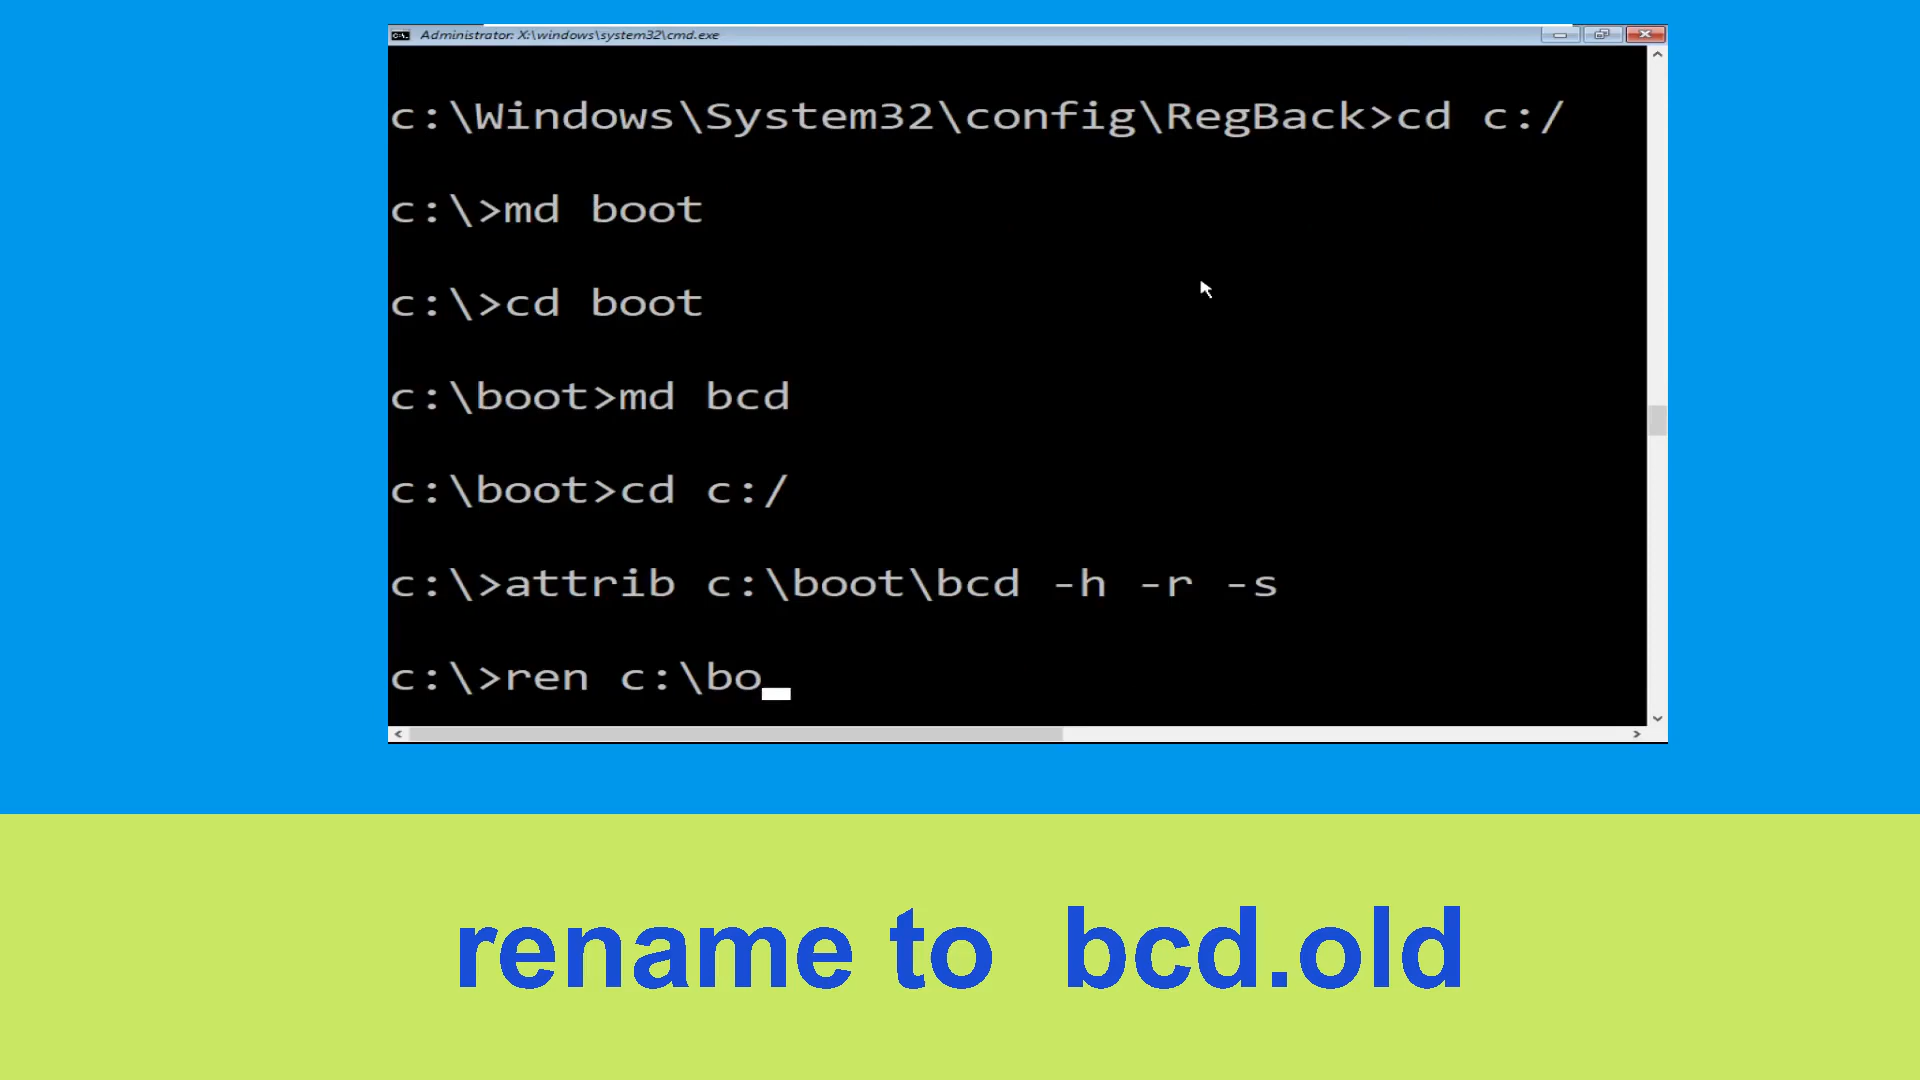 Administrator: X:\windows\system32\cmd.exe
c:\Windows\System32\config\RegBack>cd c:/
c:\>md boot
c:\>cd boot
c:\boot>md bcd
c:\boot>cd c:/
c:\>attrib c:\boot\bcd -h -r -s
c:\>ren c:\bo
rename to bcd.old